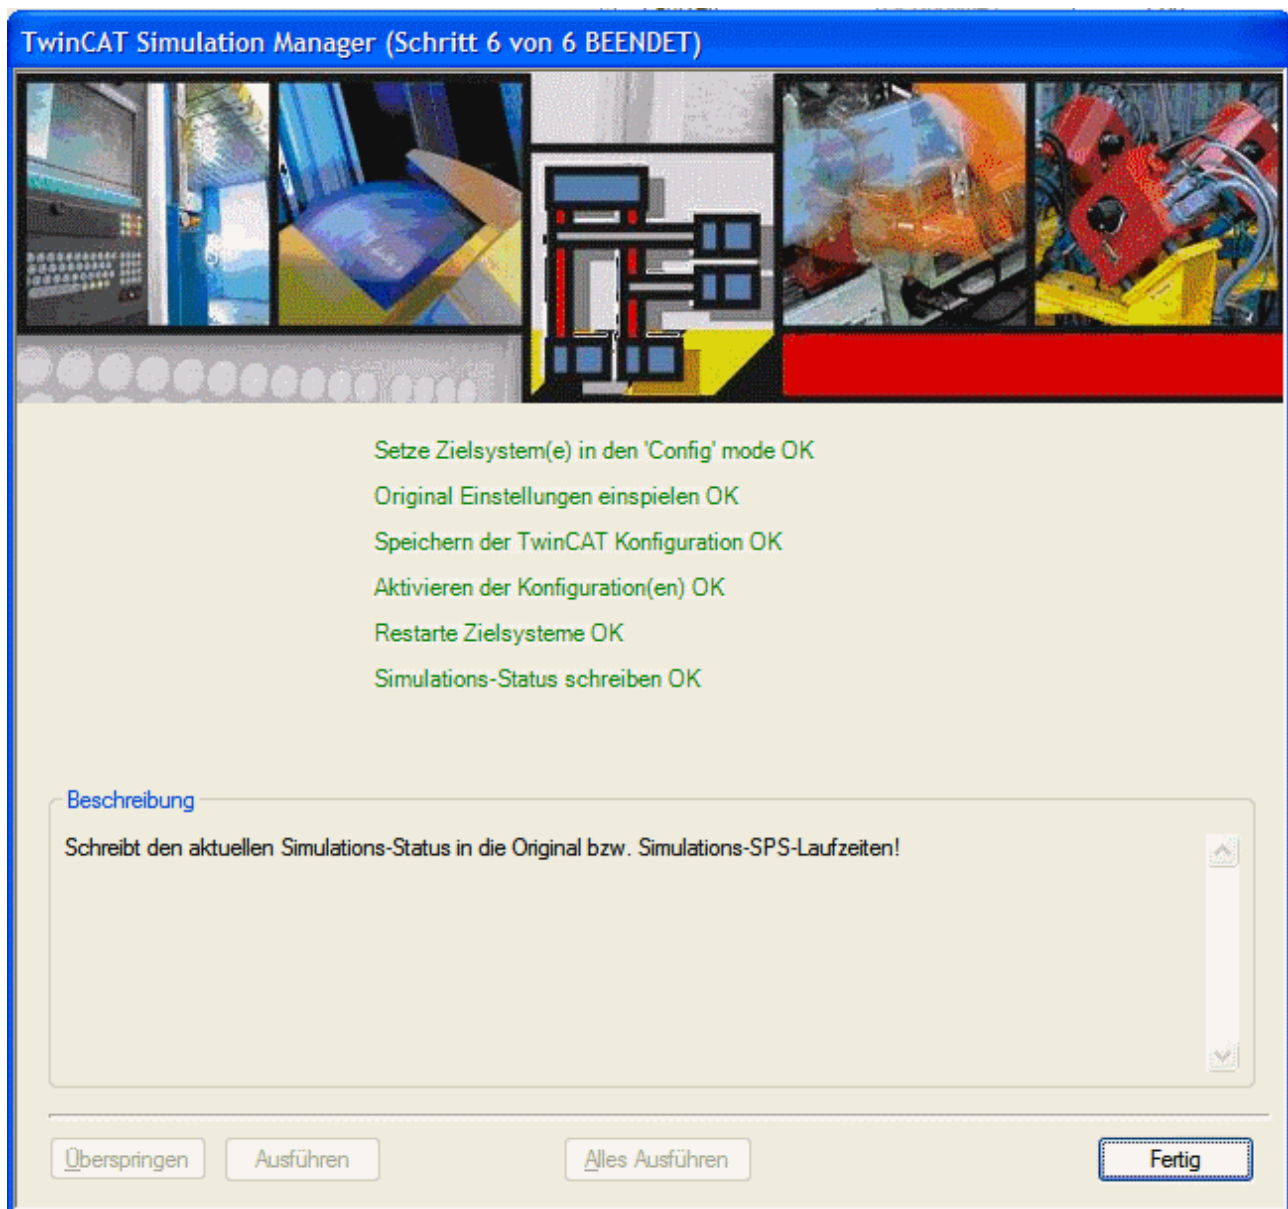 TwinCAT Simulation Manager (Schritt 6 von 6 BEENDET)
Setze Zielsystem(e) in den 'Config' mode OK
Original Einstellungen einspielen OK
Speichern der TwinCAT Konfiguration OK
Aktivieren der Konfiguration(en) OK
Restarte Zielsysteme OK
Simulations-Status schreiben OK
Beschreibung
Schreibt den aktuellen Simulations-Status in die Original bzw. Simulations-SPS-Laufzeiten!
Überspringen Ausführen Alles Ausführen Fertig